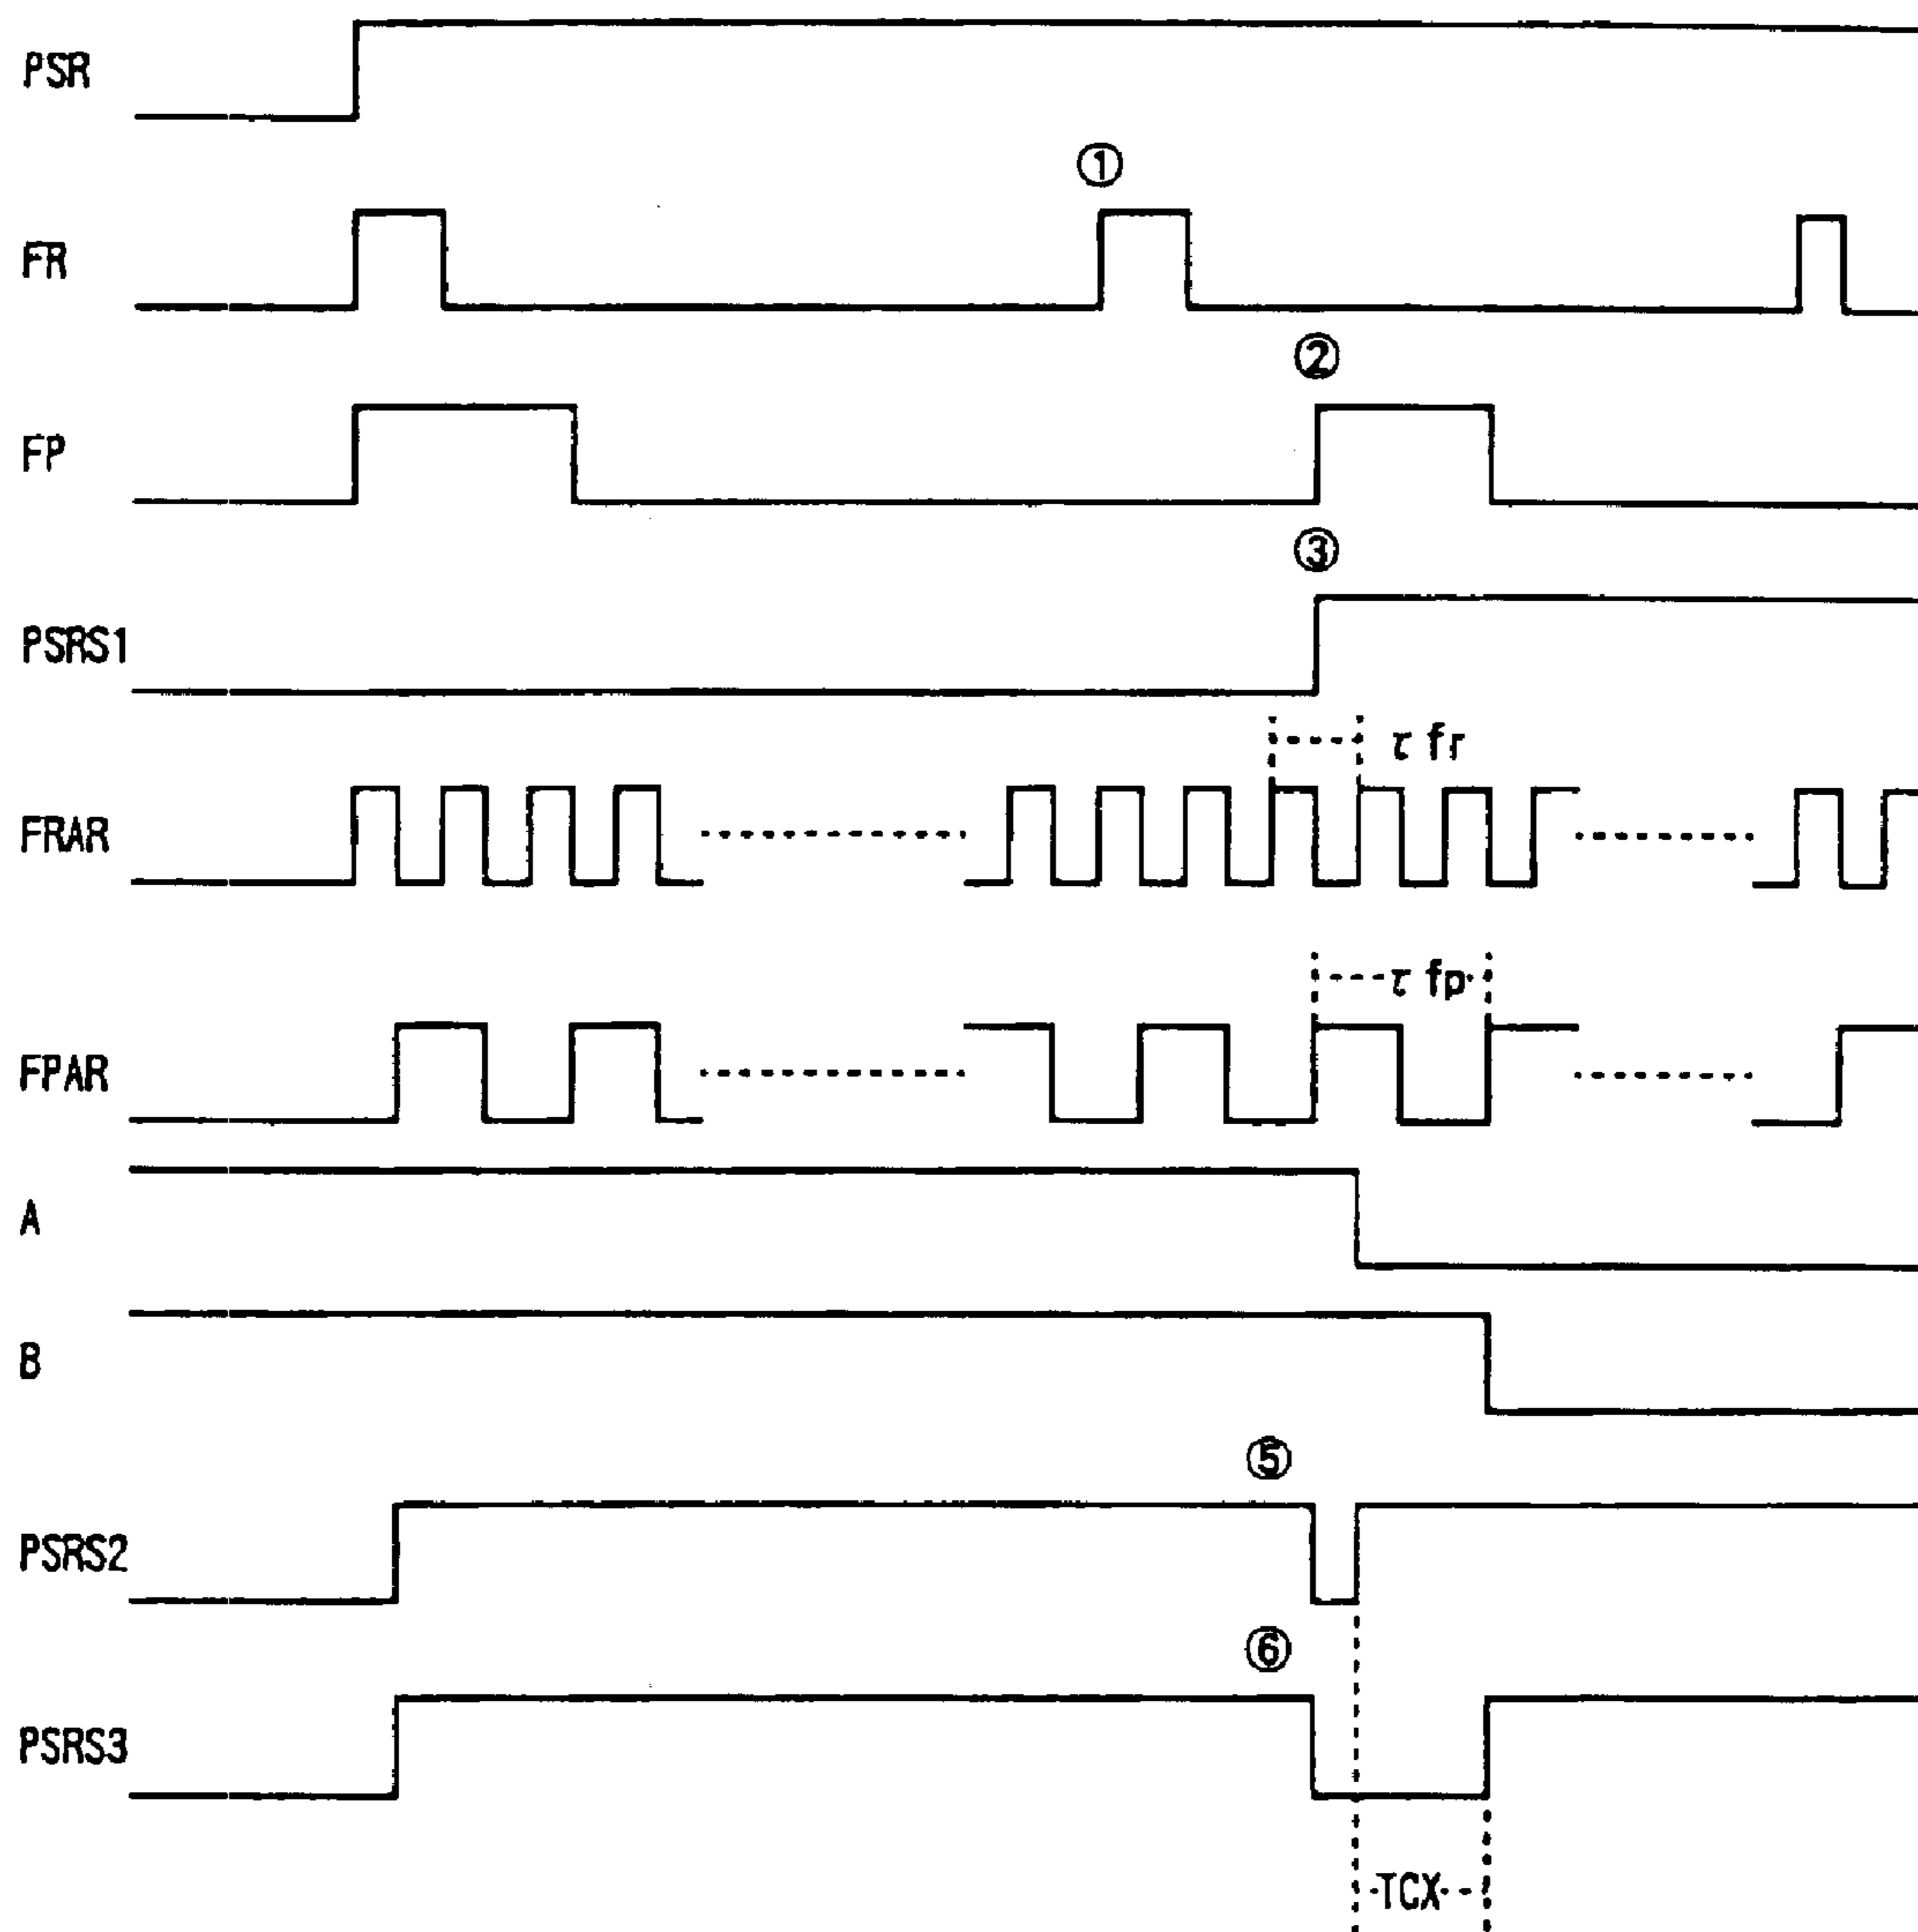 PSR
①
FR
②
FP
③
PSRS1
τ fr
FRAR
τ fp
FPAR
A
B
⑤
PSRS2
⑥
PSRS3
TCX